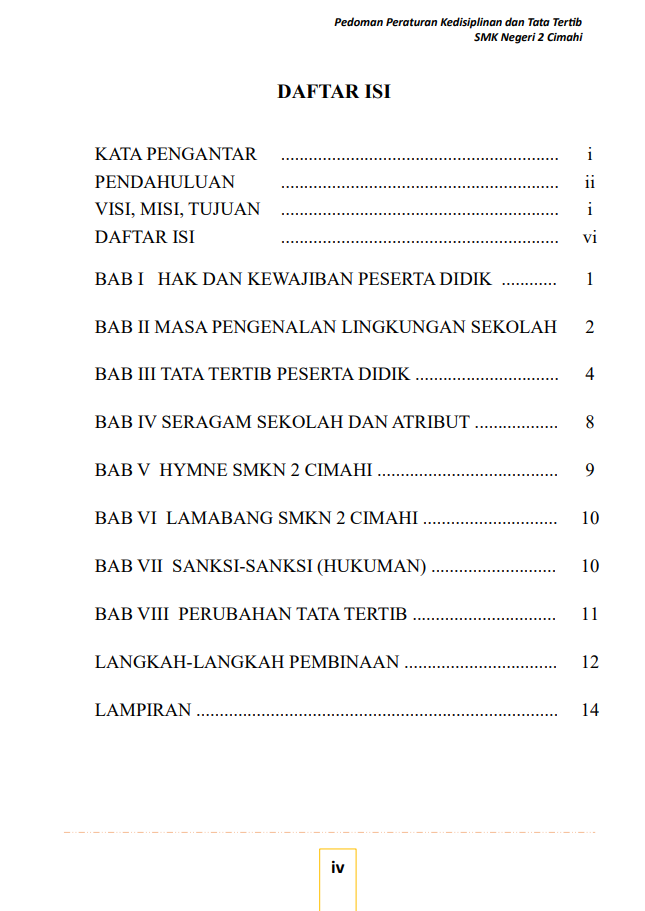 Pedoman Peraturan Kedisiplinan dan Tata Tertib
SMK Negeri 2 Cimahi
DAFTAR ISI
KATA PENGANTAR ............................................................ i
PENDAHULUAN ............................................................ ii
VISI, MISI, TUJUAN ............................................................ i
DAFTAR ISI ............................................................ vi
BAB I HAK DAN KEWAJIBAN PESERTA DIDIK ............ 1
BAB II MASA PENGENALAN LINGKUNGAN SEKOLAH 2
BAB III TATA TERTIB PESERTA DIDIK ............................... 4
BAB IV SERAGAM SEKOLAH DAN ATRIBUT .................. 8
BAB V HYMNE SMKN 2 CIMAHI ....................................... 9
BAB VI LAMABANG SMKN 2 CIMAHI ............................. 10
BAB VII SANKSI-SANKSI (HUKUMAN) ........................... 10
BAB VIII PERUBAHAN TATA TERTIB ............................... 11
LANGKAH-LANGKAH PEMBINAAN ................................. 12
LAMPIRAN .............................................................................. 14
iv